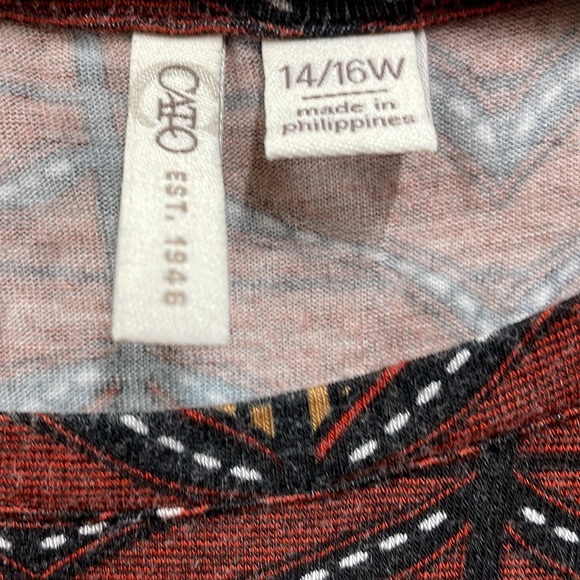 CATO
EST. 1946
14/16W
made in
philippines